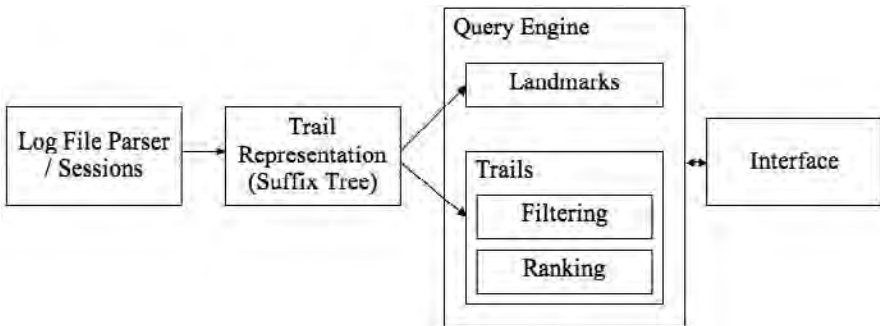 Log File Parser
/ Sessions
Trail
Representation
(Suffix Tree)
Query Engine
Landmarks
Trails
Filtering
Ranking
Interface